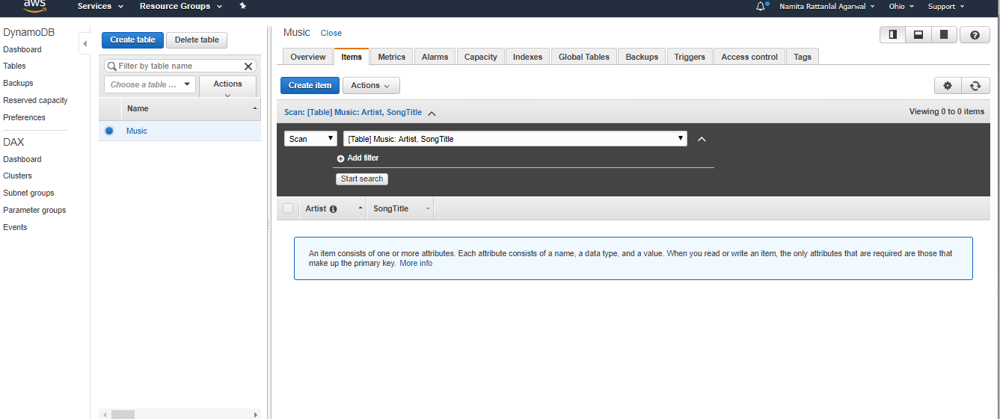 aws Services Resource Groups Namita Rattanlal Agarwal Ohio Support
DynamoDB
Dashboard
Tables
Backups
Reserved capacity
Preferences
DAX
Dashboard
Clusters
Subnet groups
Parameter groups
Events
Create table Delete table
Filter by table name
Choose a table ... Actions
Name
Music
Music Close
Overview Items Metrics Alarms Capacity Indexes Global Tables Backups Triggers Access control Tags
Create item Actions
Scan: [Table] Music: Artist, SongTitle Viewing 0 to 0 items
Scan [Table] Music: Artist, SongTitle
Add filter
Start search
Artist SongTitle
An item consists of one or more attributes. Each attribute consists of a name, a data type, and a value. When you read or write an item, the only attributes that are required are those that
make up the primary key. More info